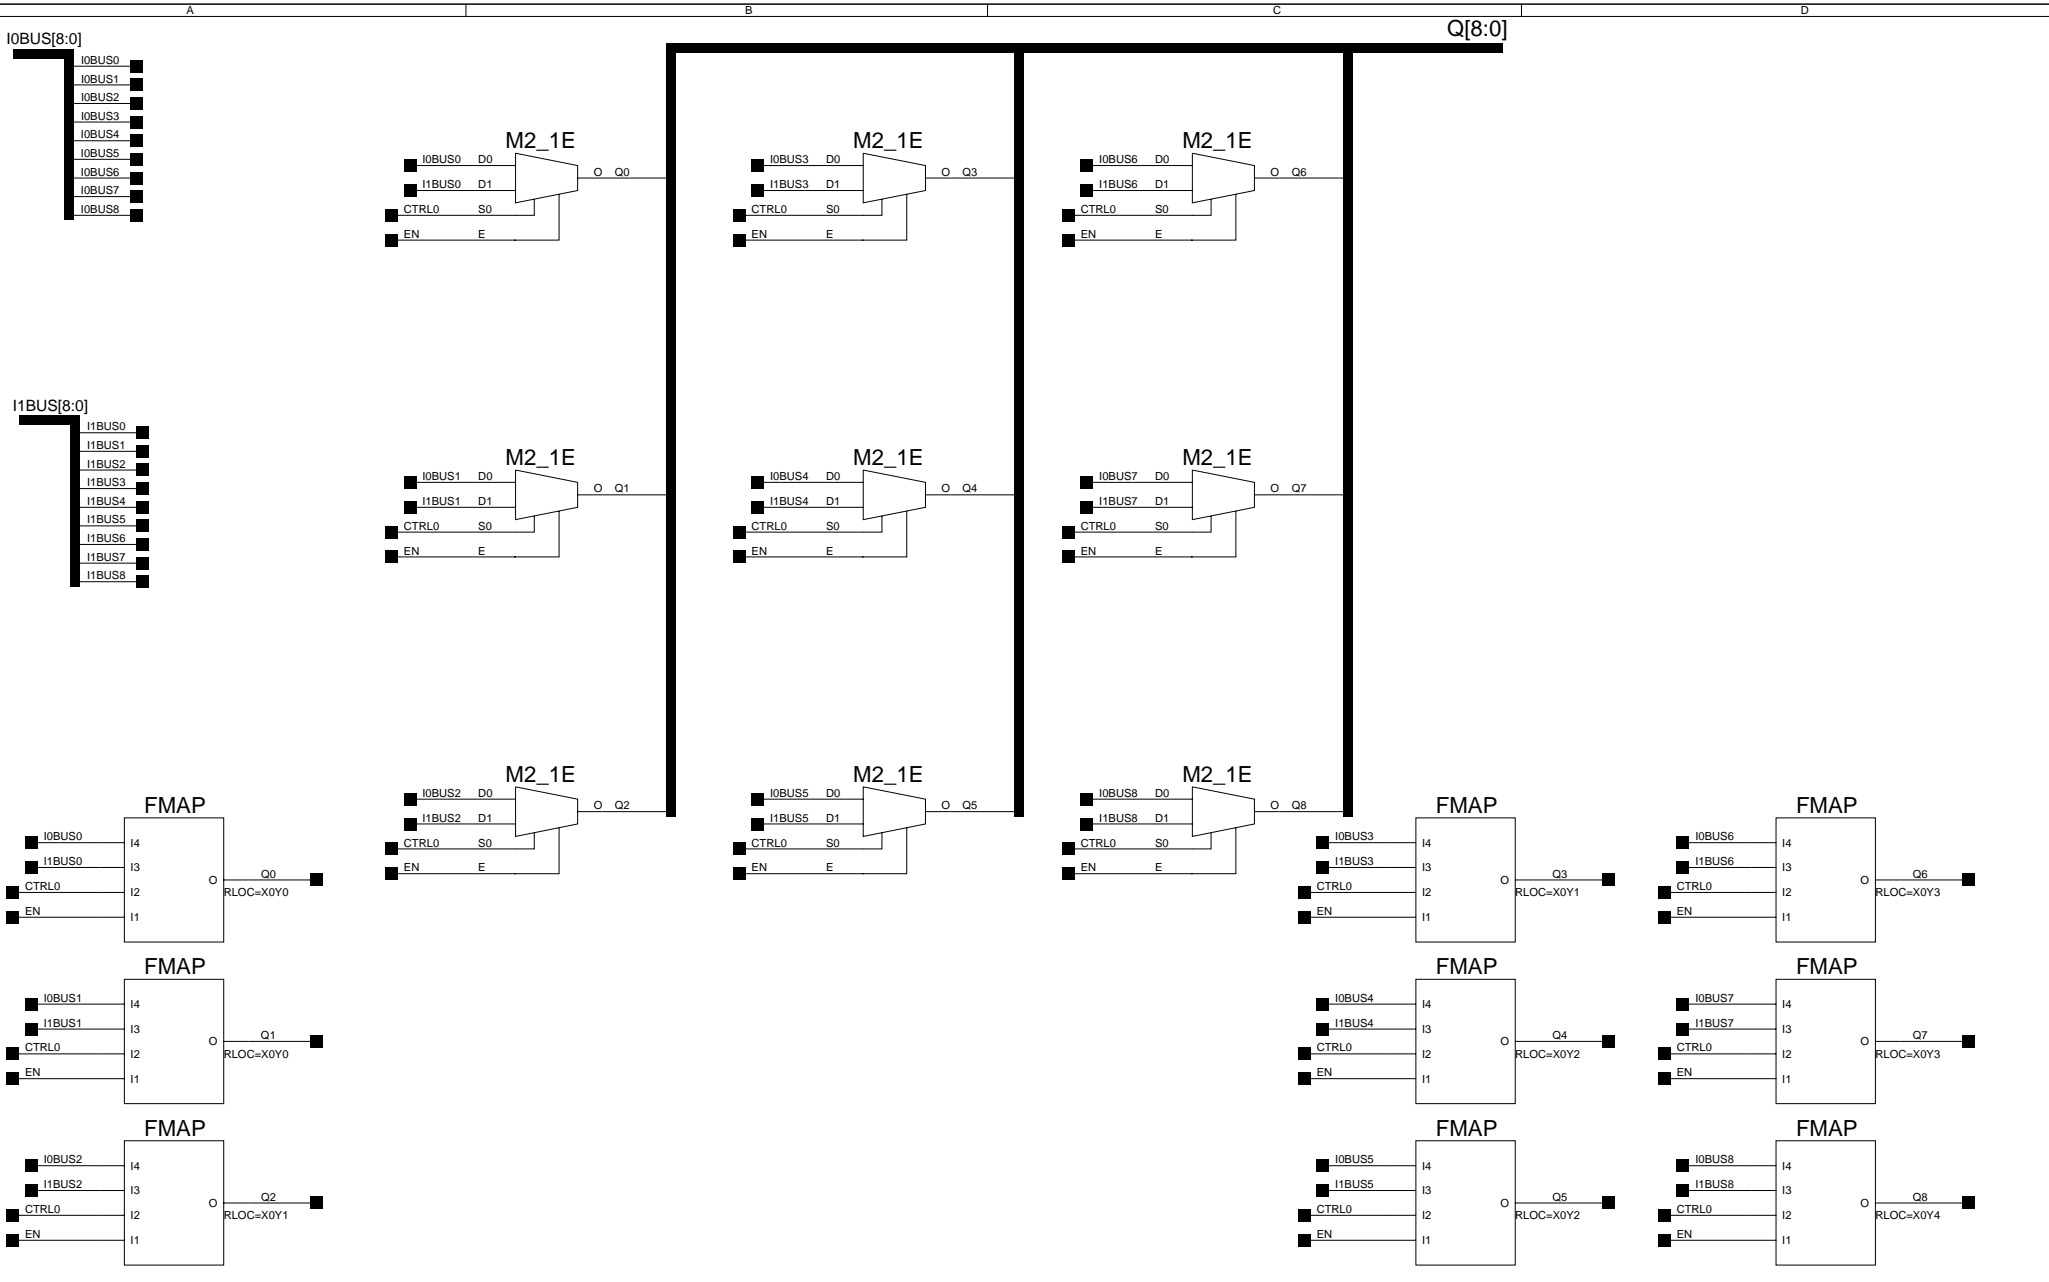 A B C D
Q[8:0]
I0BUS[8:0]
I0BUS0
I0BUS1
I0BUS2
I0BUS3
I0BUS4
I0BUS5
I0BUS6
I0BUS7
I0BUS8
M2_1E
I0BUS0 D0
I1BUS0 D1
CTRL0 S0
EN E
O Q0
M2_1E
I0BUS3 D0
I1BUS3 D1
CTRL0 S0
EN E
O Q3
M2_1E
I0BUS6 D0
I1BUS6 D1
CTRL0 S0
EN E
O Q6
I1BUS[8:0]
I1BUS0
I1BUS1
I1BUS2
I1BUS3
I1BUS4
I1BUS5
I1BUS6
I1BUS7
I1BUS8
M2_1E
I0BUS1 D0
I1BUS1 D1
CTRL0 S0
EN E
O Q1
M2_1E
I0BUS4 D0
I1BUS4 D1
CTRL0 S0
EN E
O Q4
M2_1E
I0BUS7 D0
I1BUS7 D1
CTRL0 S0
EN E
O Q7
M2_1E
I0BUS2 D0
I1BUS2 D1
CTRL0 S0
EN E
O Q2
M2_1E
I0BUS5 D0
I1BUS5 D1
CTRL0 S0
EN E
O Q5
M2_1E
I0BUS8 D0
I1BUS8 D1
CTRL0 S0
EN E
O Q8
FMAP
I0BUS0 I4
I1BUS0 I3
CTRL0 I2
EN I1
O Q0
RLOC=X0Y0
FMAP
I0BUS3 I4
I1BUS3 I3
CTRL0 I2
EN I1
O Q3
RLOC=X0Y1
FMAP
I0BUS6 I4
I1BUS6 I3
CTRL0 I2
EN I1
O Q6
RLOC=X0Y3
FMAP
I0BUS1 I4
I1BUS1 I3
CTRL0 I2
EN I1
O Q1
RLOC=X0Y0
FMAP
I0BUS4 I4
I1BUS4 I3
CTRL0 I2
EN I1
O Q4
RLOC=X0Y2
FMAP
I0BUS7 I4
I1BUS7 I3
CTRL0 I2
EN I1
O Q7
RLOC=X0Y3
FMAP
I0BUS2 I4
I1BUS2 I3
CTRL0 I2
EN I1
O Q2
RLOC=X0Y1
FMAP
I0BUS5 I4
I1BUS5 I3
CTRL0 I2
EN I1
O Q5
RLOC=X0Y2
FMAP
I0BUS8 I4
I1BUS8 I3
CTRL0 I2
EN I1
O Q8
RLOC=X0Y4